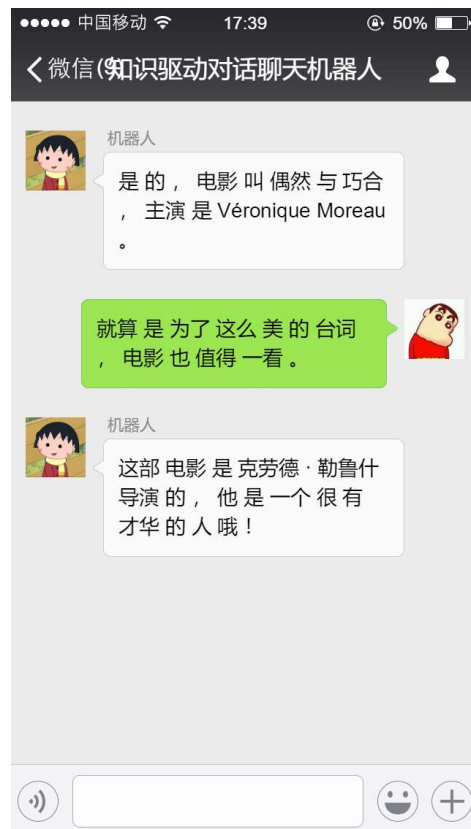 中国移动 17:39 50%
微信(9 知识驱动对话聊天机器人
机器人
是 的 ， 电影 叫 偶然 与 巧合
， 主演 是 Véronique Moreau
。
就算 是 为了 这么 美 的 台词
， 电影 也 值得 一看 。
机器人
这部 电影 是 克劳德 · 勒鲁什
导演 的 ， 他 是 一个 很 有
才华 的 人 哦 ！